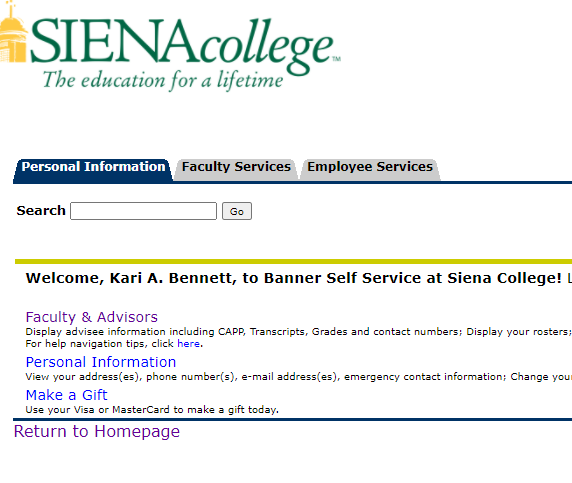 SIENAcollege™
The education for a lifetime
Personal Information Faculty Services Employee Services
Search Go
Welcome, Kari A. Bennett, to Banner Self Service at Siena College!
Faculty & Advisors
Display advisee information including CAPP, Transcripts, Grades and contact numbers; Display your rosters;
For help navigation tips, click here.
Personal Information
View your address(es), phone number(s), e-mail address(es), emergency contact information; Change your
Make a Gift
Use your Visa or MasterCard to make a gift today.
Return to Homepage